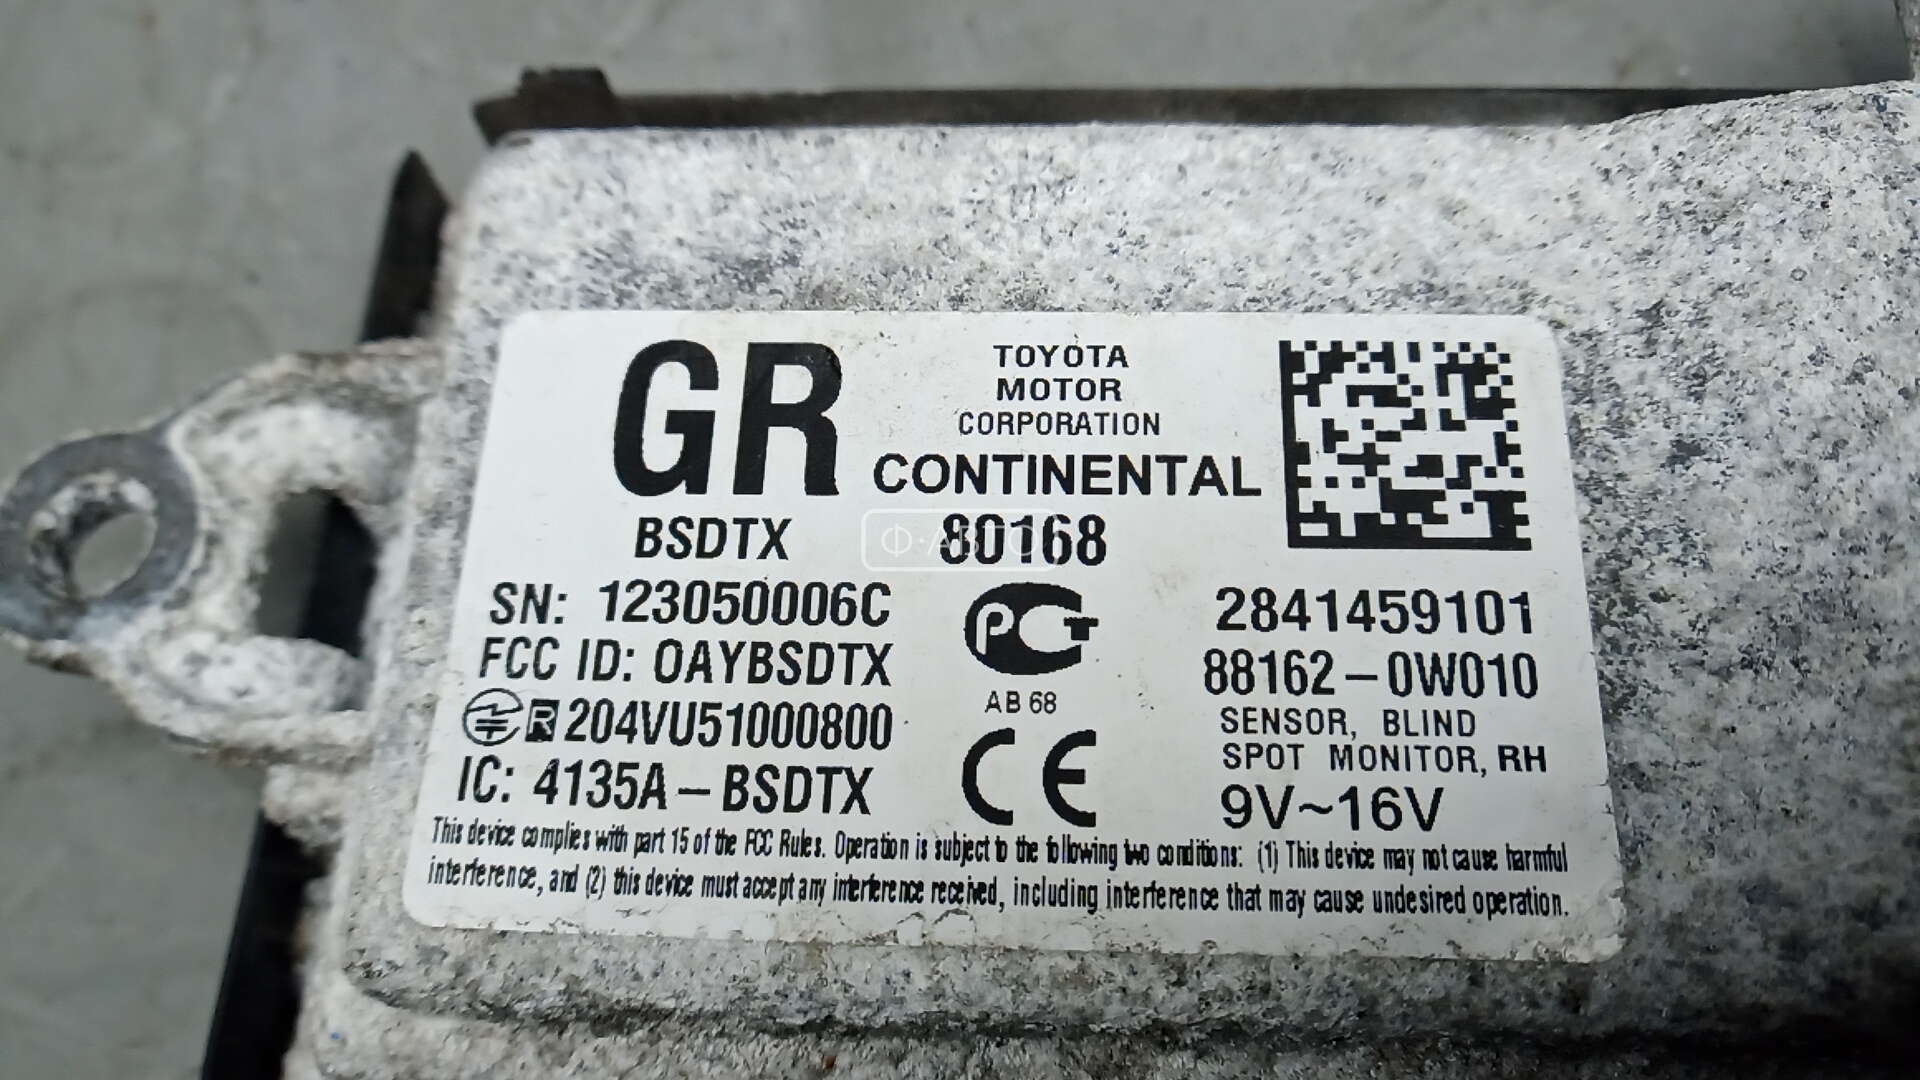 GR
TOYOTA
MOTOR
CORPORATION
CONTINENTAL
BSDTX 80168
Ф·АВТО
SN: 123050006C
FCC ID: OAYBSDTX
R 204VU51000800
IC: 4135A-BSDTX
РСТ
AB 68
CE
2841459101
88162-0W010
SENSOR, BLIND
SPOT MONITOR, RH
9V~16V
This device complies with part 15 of the FCC Rules. Operation is subject to the following two conditions: (1) This device may not cause harmful
interference, and (2) this device must accept any interference received, including interference that may cause undesired operation.